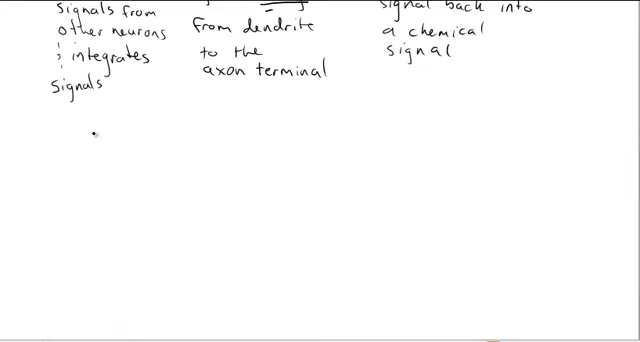 signals from
other neurons
; integrates
signals
from dendrite
to the
axon terminal
signal back into
a chemical
signal